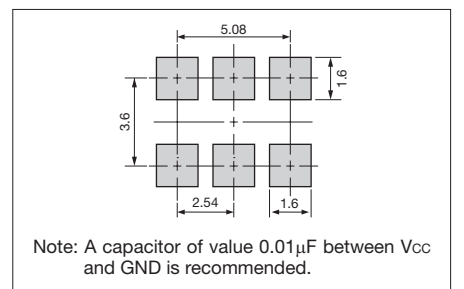 5.08
1.6
3.6
2.54
1.6
Note: A capacitor of value 0.01μF between Vcc
and GND is recommended.